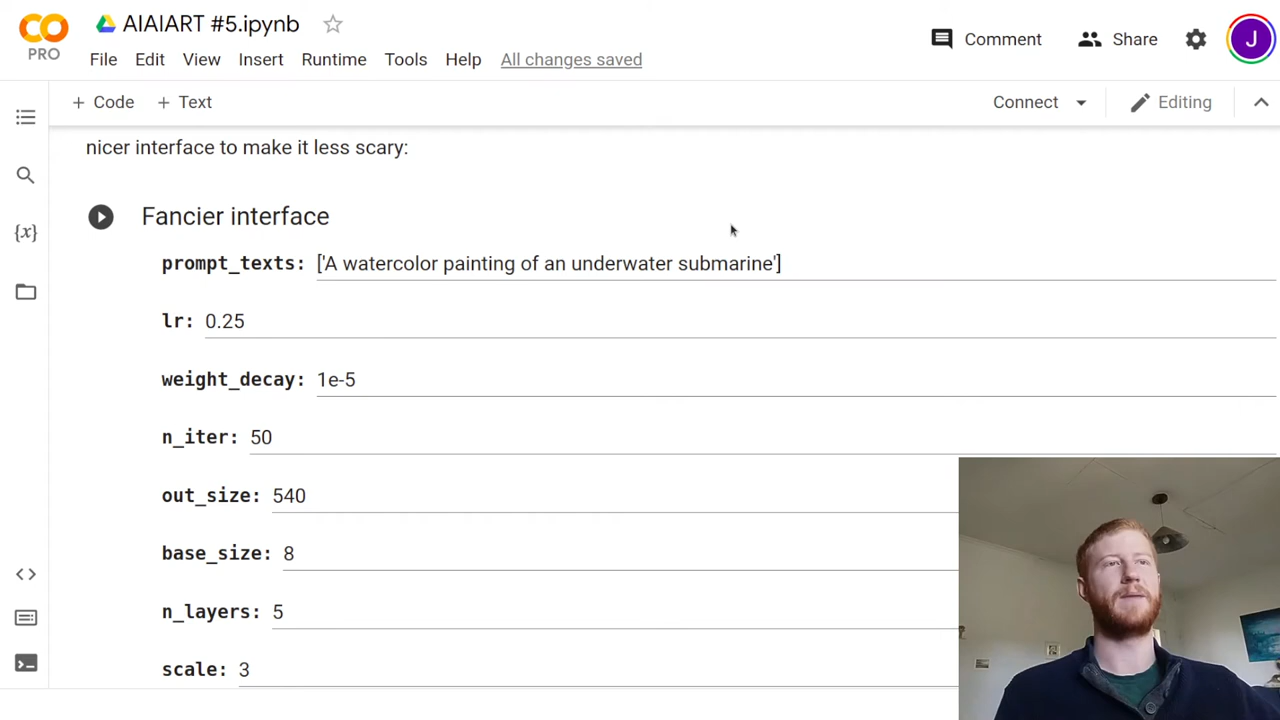 AIAIART #5.ipynb
PRO
Comment
Share
J
File Edit View Insert Runtime Tools Help All changes saved
+ Code + Text
Connect
Editing
{x}
nicer interface to make it less scary:
Fancier interface
prompt_texts: ['A watercolor painting of an underwater submarine']
lr: 0.25
weight_decay: 1e-5
n_iter: 50
out_size: 540
base_size: 8
n_layers: 5
scale: 3